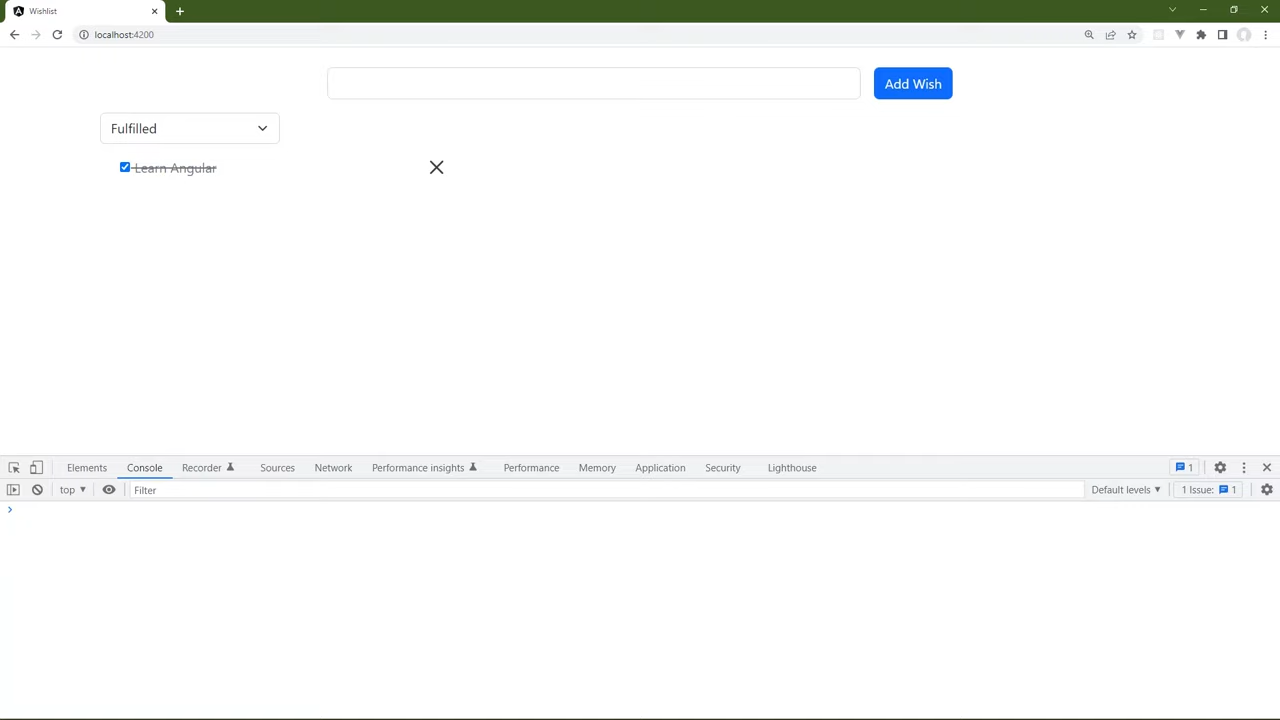 Wishlist
localhost:4200
Add Wish
Fulfilled
Learn Angular
Elements Console Recorder Sources Network Performance insights Performance Memory Application Security Lighthouse 1
top Filter Default levels 1 Issue: 1